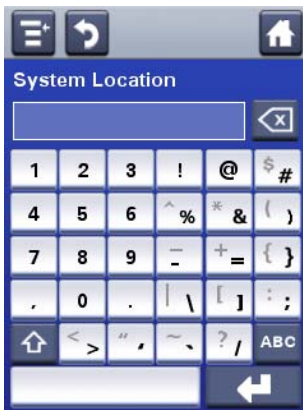 System Location
1 2 3 ! @ $ #
4 5 6 ^ % * & ( )
7 8 9 _ - + = { }
, 0 . | \ [ ] : ;
< > " ' ~ ` ? / ABC